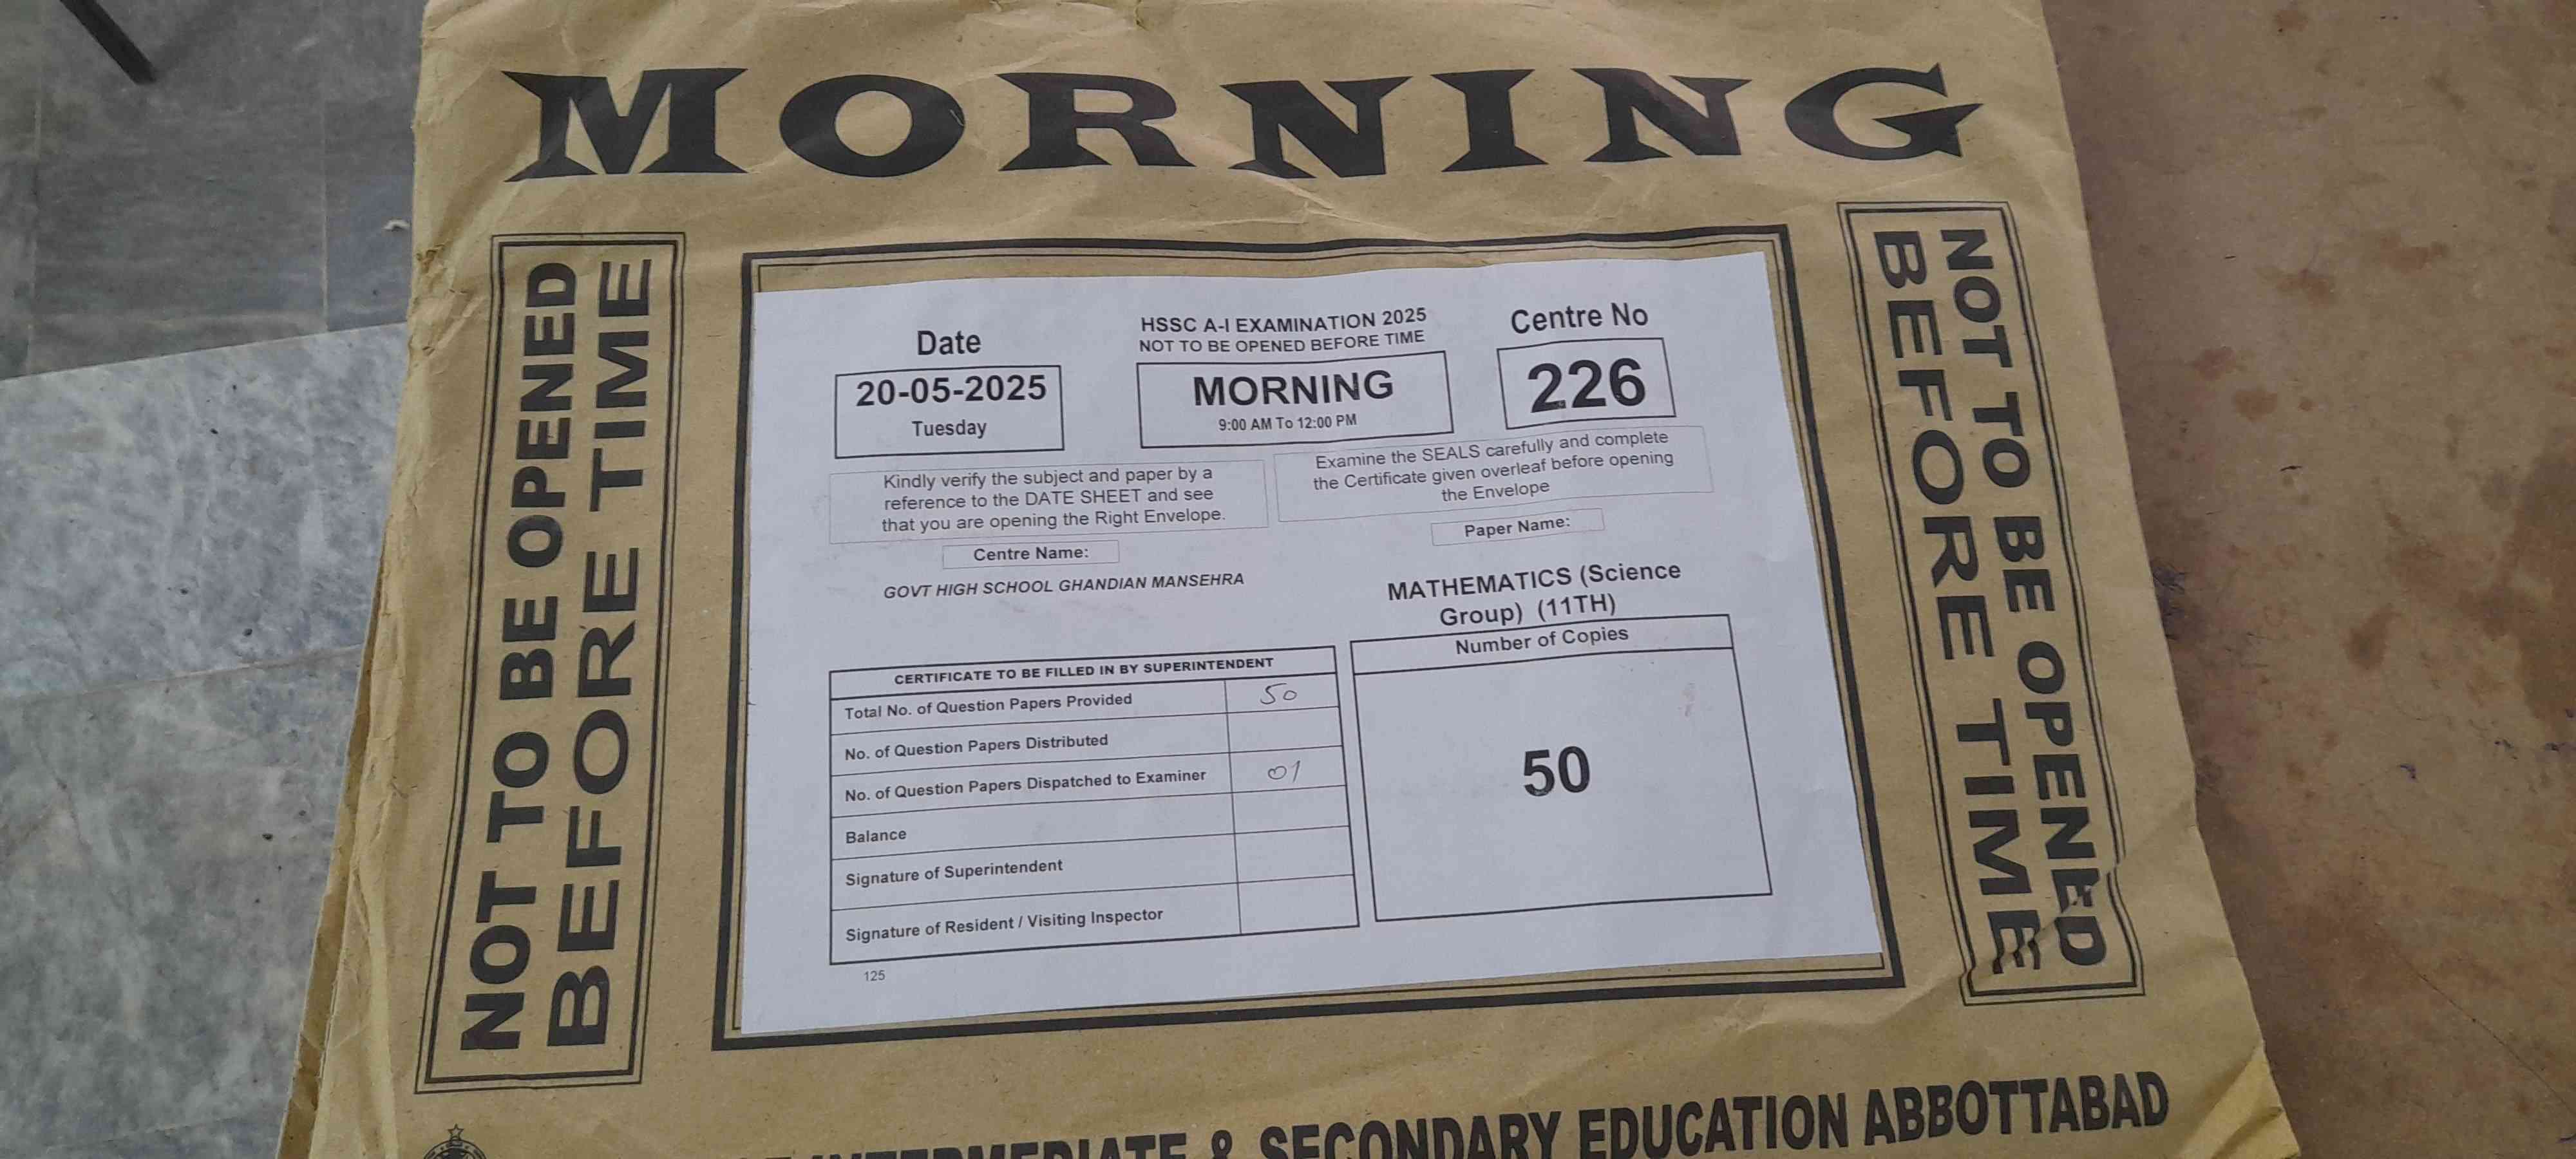 MORNING
NOT TO BE OPENED
BEFORE TIME
Date
20-05-2025
Tuesday
HSSC A-I EXAMINATION 2025
NOT TO BE OPENED BEFORE TIME
MORNING
9:00 AM To 12:00 PM
Centre No
226
Kindly verify the subject and paper by a
reference to the DATE SHEET and see
that you are opening the Right Envelope.
Examine the SEALS carefully and complete
the Certificate given overleaf before opening
the Envelope
Centre Name:
GOVT HIGH SCHOOL GHANDIAN MANSEHRA
Paper Name:
MATHEMATICS (Science
Group) (11TH)
CERTIFICATE TO BE FILLED IN BY SUPERINTENDENT
Total No. of Question Papers Provided 50
No. of Question Papers Distributed
No. of Question Papers Dispatched to Examiner 01
Balance
Signature of Superintendent
Signature of Resident / Visiting Inspector
Number of Copies
50
125
NOT TO BE OPENED
BEFORE TIME
INTERMEDIATE & SECONDARY EDUCATION ABBOTTABAD